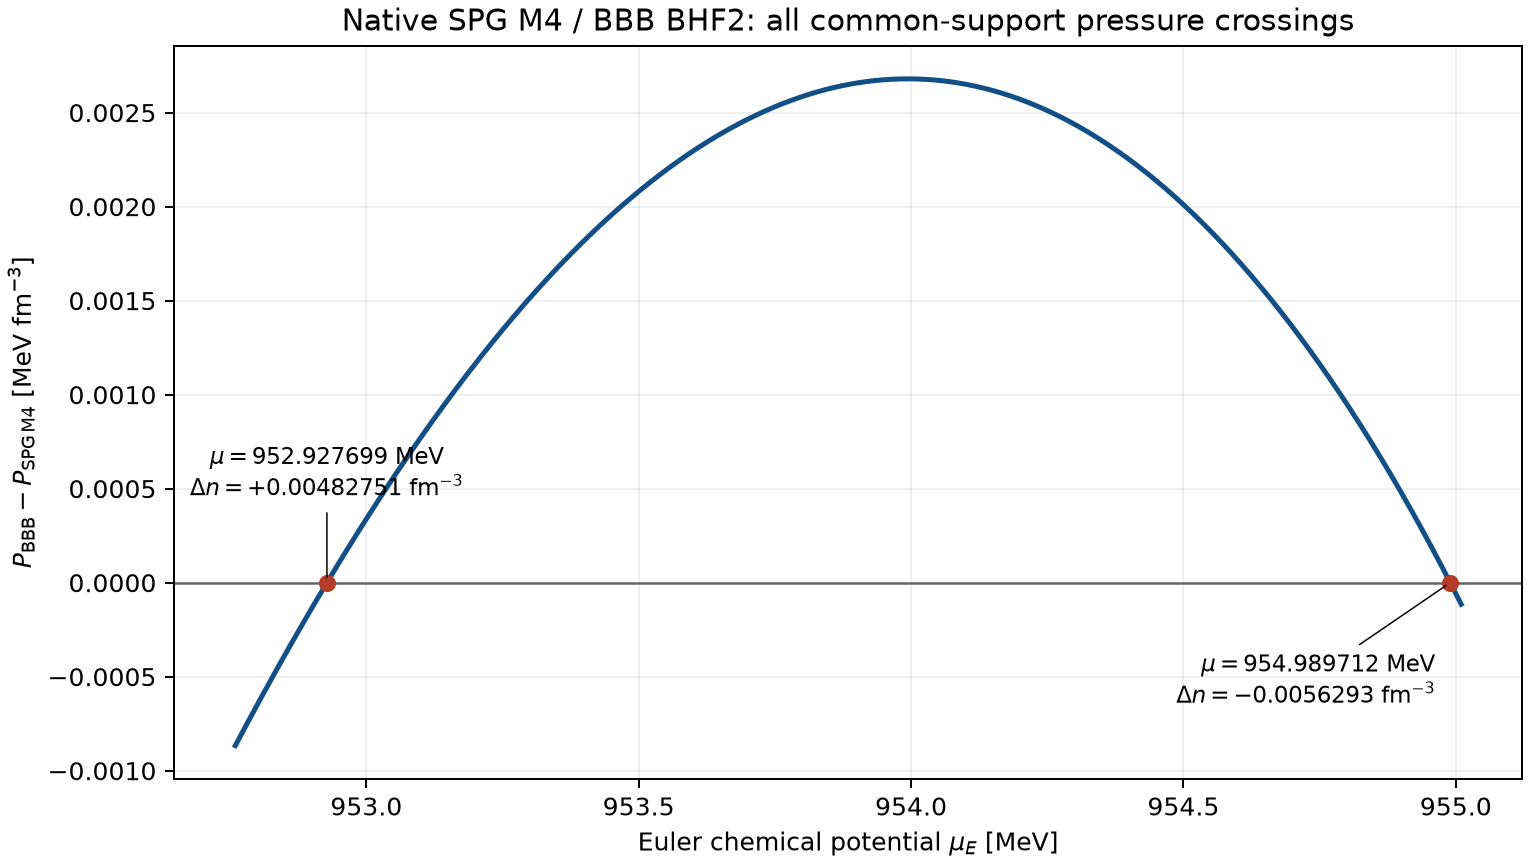 Native SPG M4 / BBB BHF2: all common-support pressure crossings
P_BBB − P_SPG M4 [MeV fm⁻³]
0.0025
0.0020
0.0015
0.0010
0.0005
0.0000
−0.0005
−0.0010
μ = 952.927699 MeV
Δn = +0.00482751 fm⁻³
μ = 954.989712 MeV
Δn = −0.0056293 fm⁻³
953.0 953.5 954.0 954.5 955.0
Euler chemical potential μ_E [MeV]